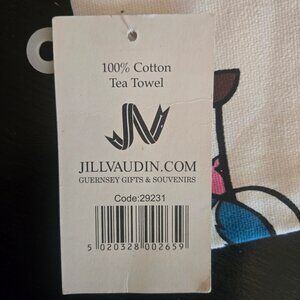 100% Cotton
Tea Towel
JV
JILLVAUDIN.COM
GUERNSEY GIFTS & SOUVENIRS
Code:29231
5 020328 002659